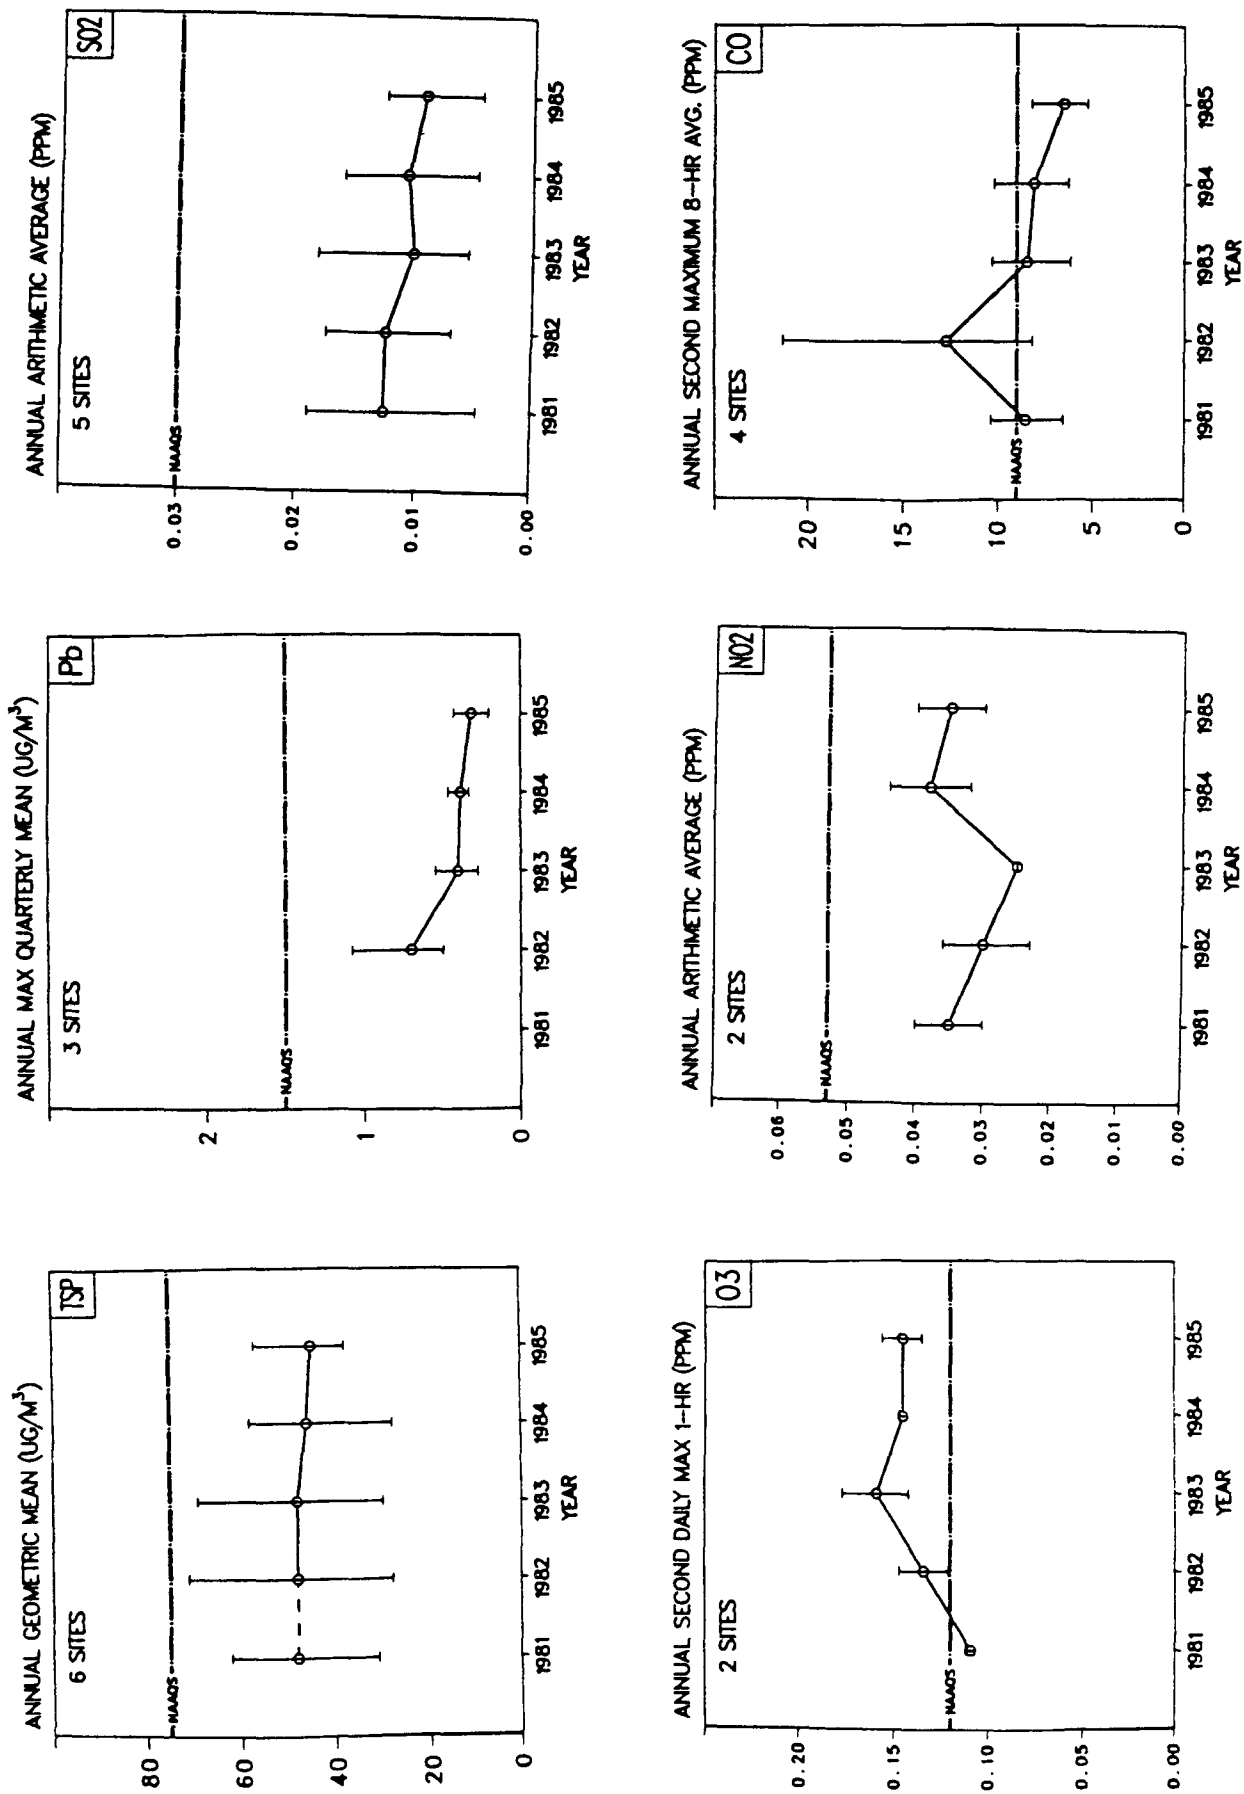 ANNUAL GEOMETRIC MEAN (UG/M³)
6 SITES
TSP
NAAQS
80
60
40
20
0
1981 1982 1983 1984 1985
YEAR
ANNUAL MAX QUARTERLY MEAN (UG/M³)
3 SITES
Pb
NAAQS
2
1
0
1981 1982 1983 1984 1985
YEAR
ANNUAL ARITHMETIC AVERAGE (PPM)
5 SITES
SO2
NAAQS
0.03
0.02
0.01
0.00
1981 1982 1983 1984 1985
YEAR
ANNUAL SECOND DAILY MAX 1-HR (PPM)
2 SITES
O3
NAAQS
0.20
0.15
0.10
0.05
0.00
1981 1982 1983 1984 1985
YEAR
ANNUAL ARITHMETIC AVERAGE (PPM)
2 SITES
NO2
NAAQS
0.06
0.05
0.04
0.03
0.02
0.01
0.00
1981 1982 1983 1984 1985
YEAR
ANNUAL SECOND MAXIMUM 8-HR AVG. (PPM)
4 SITES
CO
NAAQS
20
15
10
5
0
1981 1982 1983 1984 1985
YEAR